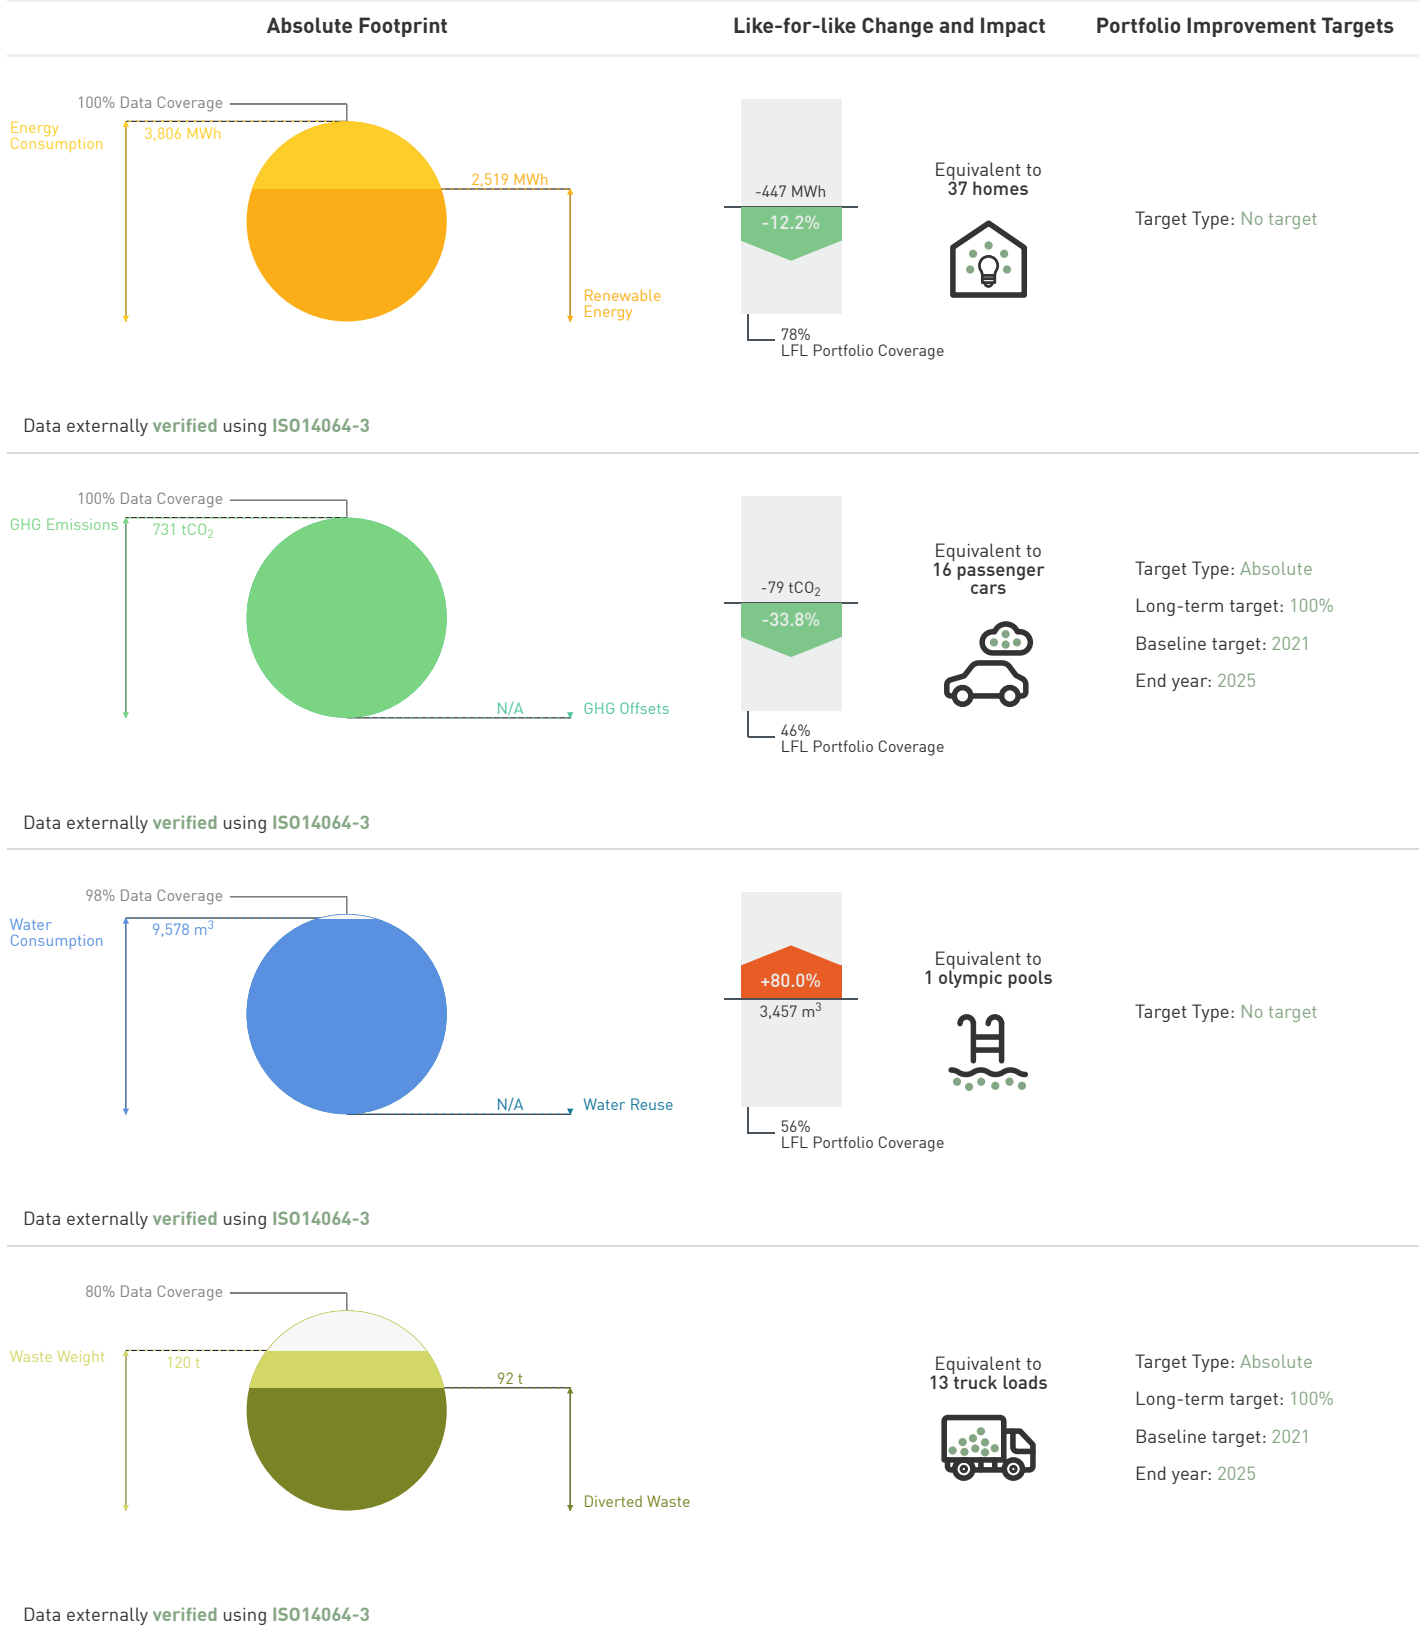 Absolute Footprint
Like-for-like Change and Impact
Portfolio Improvement Targets
100% Data Coverage
Energy
Consumption
3,806 MWh
2,519 MWh
Renewable
Energy
-447 MWh
-12.2%
78%
LFL Portfolio Coverage
Equivalent to
37 homes
Target Type: No target
Data externally verified using ISO14064-3
100% Data Coverage
GHG Emissions
731 tCO₂
N/A
GHG Offsets
-79 tCO₂
-33.8%
46%
LFL Portfolio Coverage
Equivalent to
16 passenger
cars
Target Type: Absolute
Long-term target: 100%
Baseline target: 2021
End year: 2025
Data externally verified using ISO14064-3
98% Data Coverage
Water
Consumption
9,578 m³
N/A
Water Reuse
+80.0%
3,457 m³
56%
LFL Portfolio Coverage
Equivalent to
1 olympic pools
Target Type: No target
Data externally verified using ISO14064-3
80% Data Coverage
Waste Weight
120 t
92 t
Diverted Waste
Equivalent to
13 truck loads
Target Type: Absolute
Long-term target: 100%
Baseline target: 2021
End year: 2025
Data externally verified using ISO14064-3